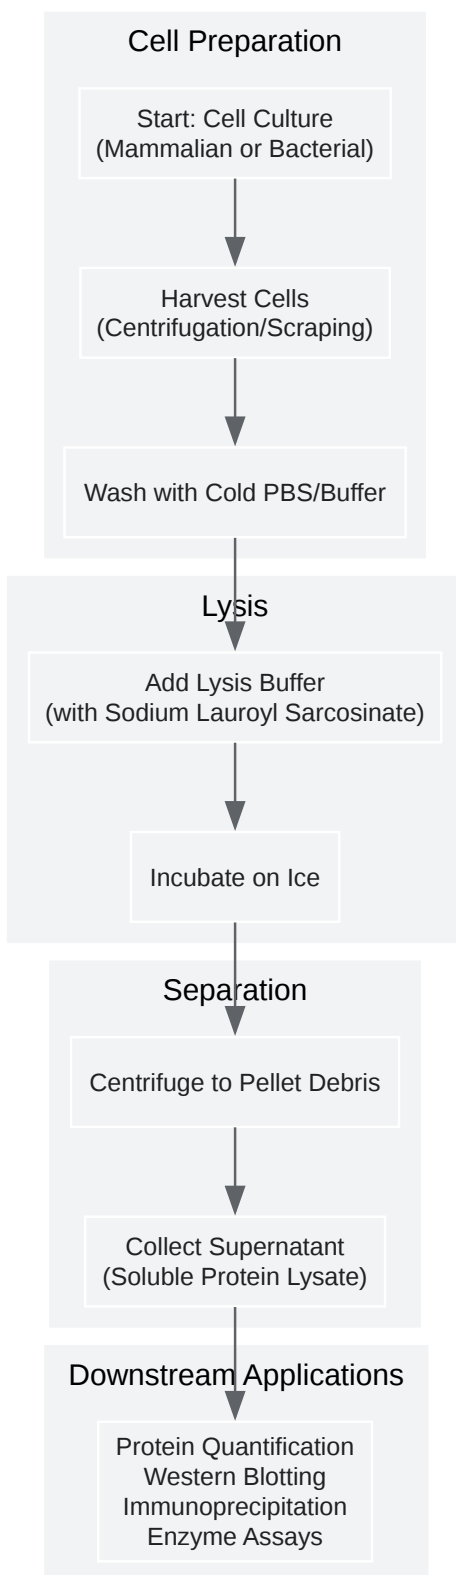 Cell Preparation
Start: Cell Culture
(Mammalian or Bacterial)
Harvest Cells
(Centrifugation/Scraping)
Wash with Cold PBS/Buffer
Lysis
Add Lysis Buffer
(with Sodium Lauroyl Sarcosinate)
Incubate on Ice
Separation
Centrifuge to Pellet Debris
Collect Supernatant
(Soluble Protein Lysate)
Downstream Applications
Protein Quantification
Western Blotting
Immunoprecipitation
Enzyme Assays